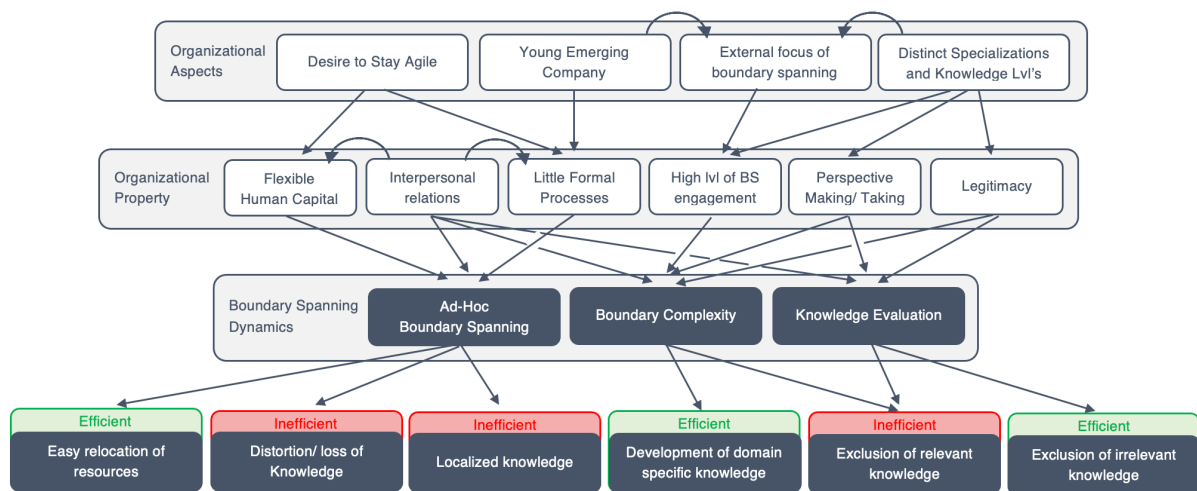 Organizational
Aspects
Desire to Stay Agile
Young Emerging
Company
External focus of
boundary spanning
Distinct Specializations
and Knowledge Lvl's
Organizational
Property
Flexible
Human Capital
Interpersonal
relations
Little Formal
Processes
High lvl of BS
engagement
Perspective
Making/ Taking
Legitimacy
Boundary Spanning
Dynamics
Ad-Hoc
Boundary Spanning
Boundary Complexity
Knowledge Evaluation
Efficient
Easy relocation of
resources
Inefficient
Distortion/ loss of
Knowledge
Inefficient
Localized knowledge
Efficient
Development of domain
specific knowledge
Inefficient
Exclusion of relevant
knowledge
Efficient
Exclusion of irrelevant
knowledge